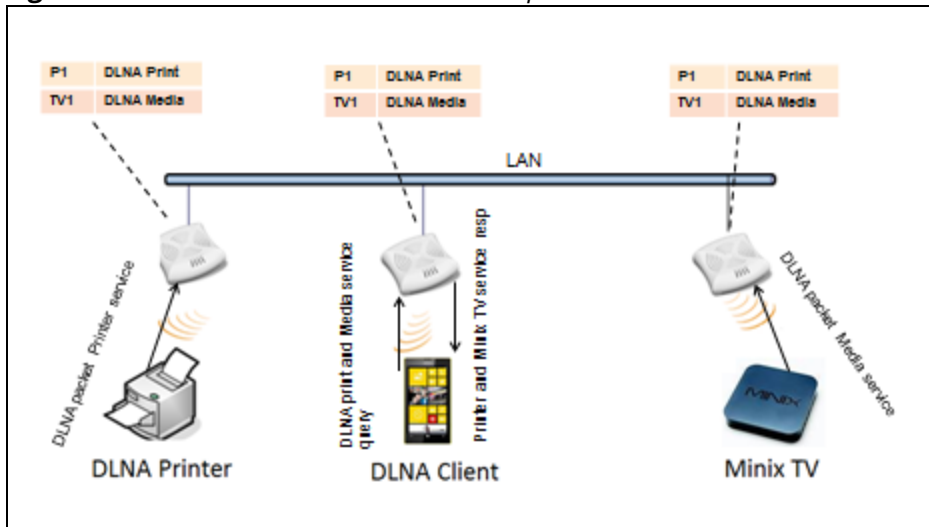 P1 DLNA Print
TV1 DLNA Media
P1 DLNA Print
TV1 DLNA Media
P1 DLNA Print
TV1 DLNA Media
LAN
DLNA packet Printer service
DLNA print and Media service
query
Printer and Minix TV service resp
DLNA packet Media service
MINIX
DLNA Printer
DLNA Client
Minix TV